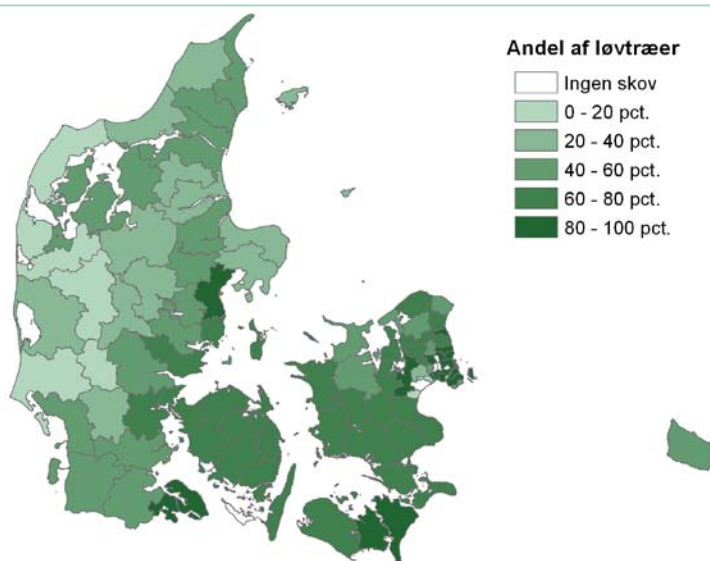 Andel af løvtræer
Ingen skov
0 - 20 pct.
20 - 40 pct.
40 - 60 pct.
60 - 80 pct.
80 - 100 pct.